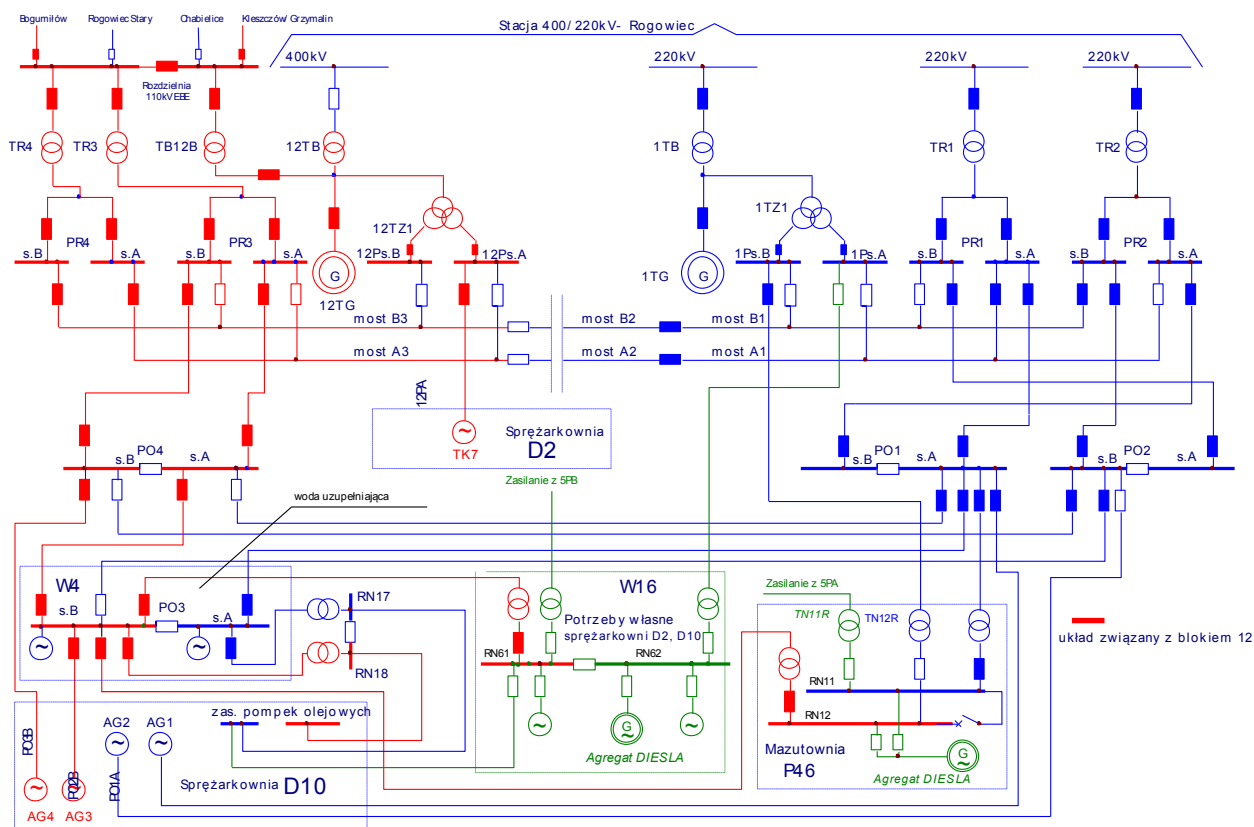 Bogumiłów
Rogowiec Stary
Chabielice
Kleszczów/ Grzymalin
Stacja 400/ 220kV- Rogowiec
400kV
220kV
220kV
220kV
Rozdzielnia
110kVEBE
TR4
TR3
TB12B
12TB
1TB
TR1
TR2
12TZ1
1TZ1
s.B
PR4
s.A
s.B
PR3
s.A
G
12TG
12Ps.B
12Ps.A
G
1TG
1Ps.B
1Ps.A
s.B
PR1
s.A
s.B
PR2
s.A
most B3
most B2
most B1
most A3
most A2
most A1
12PA
TK7
Sprężarkownia
D2
PO4
s.B
s.A
PO1
s.B
s.A
PO2
s.B
s.A
Zasilanie z 5PB
woda uzupełniająca
W4
PO3
s.B
s.A
RN17
RN18
W16
Potrzeby własne
sprężarkowni D2, D10
RN61
RN62
G
Agregat DIESLA
Zasilanie z 5PA
TN11R
TN12R
RN11
RN12
Mazutownia
P46
G
Agregat DIESLA
układ związany z blokiem 12
zas. pompek olejowych
AG2
AG1
PO2B
PO1A
Sprężarkownia D10
AG4
AG3